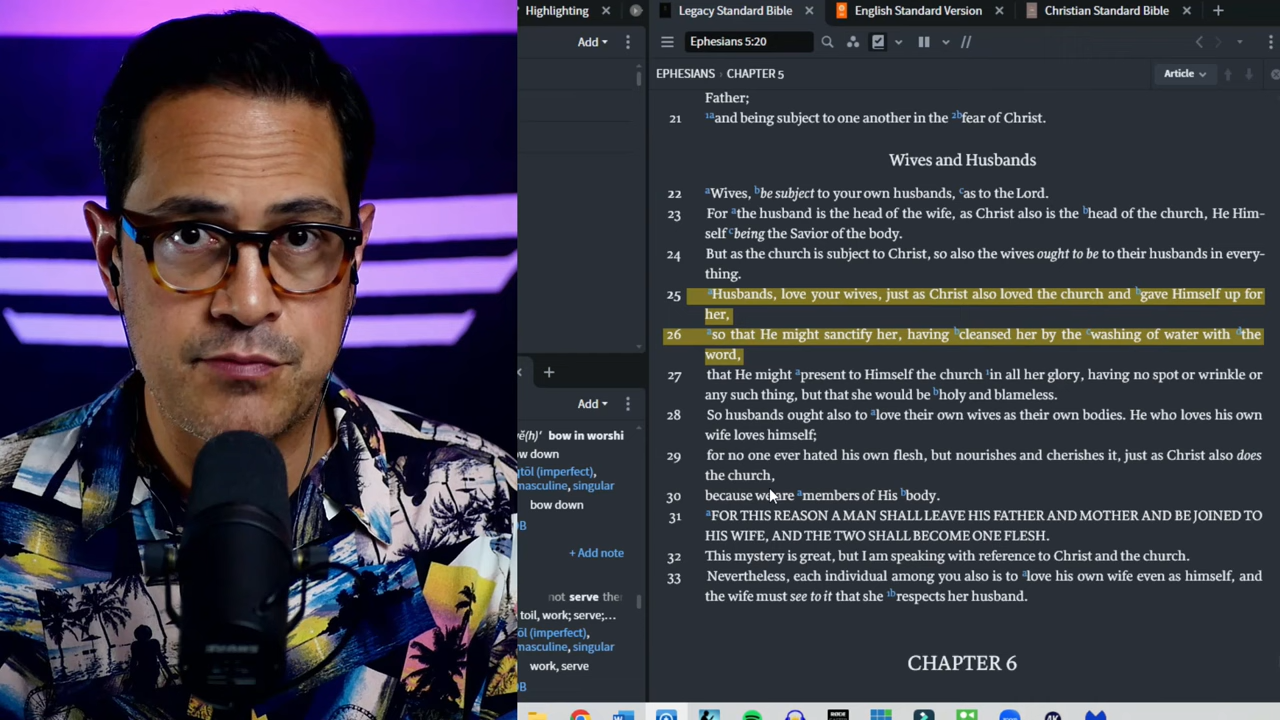 Highlighting
Legacy Standard Bible
English Standard Version
Christian Standard Bible
Add
Ephesians 5:20
EPHESIANS › CHAPTER 5
Article
Father;
21 1a and being subject to one another in the 2b fear of Christ.
Wives and Husbands
22 a Wives, b be subject to your own husbands, c as to the Lord.
23 For a the husband is the head of the wife, as Christ also is the b head of the church, He Him-
self c being the Savior of the body.
24 But as the church is subject to Christ, so also the wives ought to be to their husbands in every-
thing.
25 a Husbands, love your wives, just as Christ also loved the church and b gave Himself up for
her,
26 a so that He might sanctify her, having b cleansed her by the c washing of water with d the
word,
27 that He might a present to Himself the church 1 in all her glory, having no spot or wrinkle or
any such thing, but that she would be b holy and blameless.
28 So husbands ought also to a love their own wives as their own bodies. He who loves his own
wife loves himself;
29 for no one ever hated his own flesh, but nourishes and cherishes it, just as Christ also does
the church,
30 because we are a members of His b body.
31 a FOR THIS REASON A MAN SHALL LEAVE HIS FATHER AND MOTHER AND BE JOINED TO
HIS WIFE, AND THE TWO SHALL BECOME ONE FLESH.
32 This mystery is great, but I am speaking with reference to Christ and the church.
33 Nevertheless, each individual among you also is to a love his own wife even as himself, and
the wife must see to it that she 1b respects her husband.
CHAPTER 6
Add
bow in worshi
ow down
qtōl (imperfect),
masculine, singular
bow down
DB
+ Add note
not serve the
toil, work; serve;…
ōl (imperfect),
masculine, singular
work, serve
DB